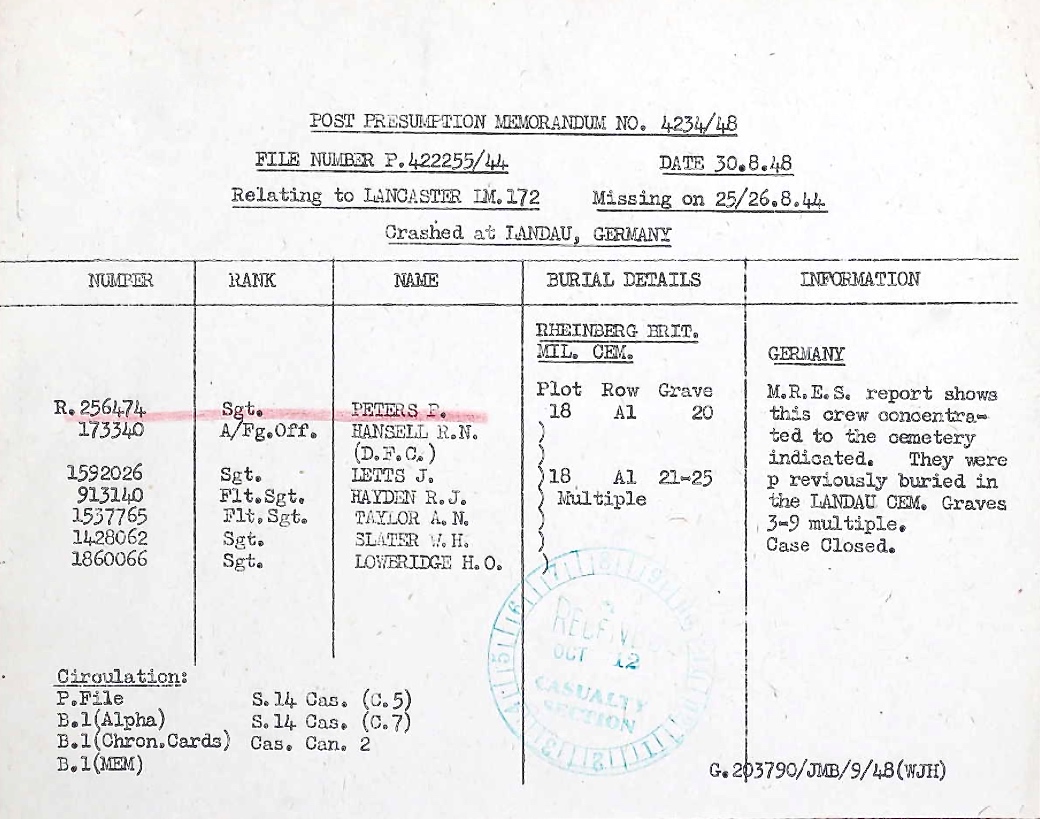 POST PRESUMPTION MEMORANDUM NO. 4234/48
FILE NUMBER P.422255/44 DATE 30.8.48
Relating to LANCASTER LM.172 Missing on 25/26.8.44
Crashed at LANDAU, GERMANY
NUMBER RANK NAME BURIAL DETAILS INFORMATION
RHEINBERG BRIT.
MIL. CEM.
Plot Row Grave
R.256474 Sgt. PETERS P. 18 A1 20
173340 A/Fg.Off. HANSELL R.N.
(D.F.C.)
1592026 Sgt. LETTS J. 18 A1 21-25
913140 Flt.Sgt. HAYDEN R.J. Multiple
1537765 Flt.Sgt. TAYLOR A.N.
1428062 Sgt. SLATER W.H.
1860066 Sgt. LOWBRIDGE H.O.
GERMANY
M.R.E.S. report shows
this crew concentra-
ted to the cemetery
indicated. They were
p reviously buried in
the LANDAU CEM. Graves
3-9 multiple.
Case Closed.
OCT 12
CASUALTY
SECTION
Circulation:
P.File S.14 Cas. (C.5)
B.1(Alpha) S.14 Cas. (C.7)
B.1(Chron.Cards) Cas. Can. 2
B.1(MEM)
G.203790/JMB/9/48(WJH)